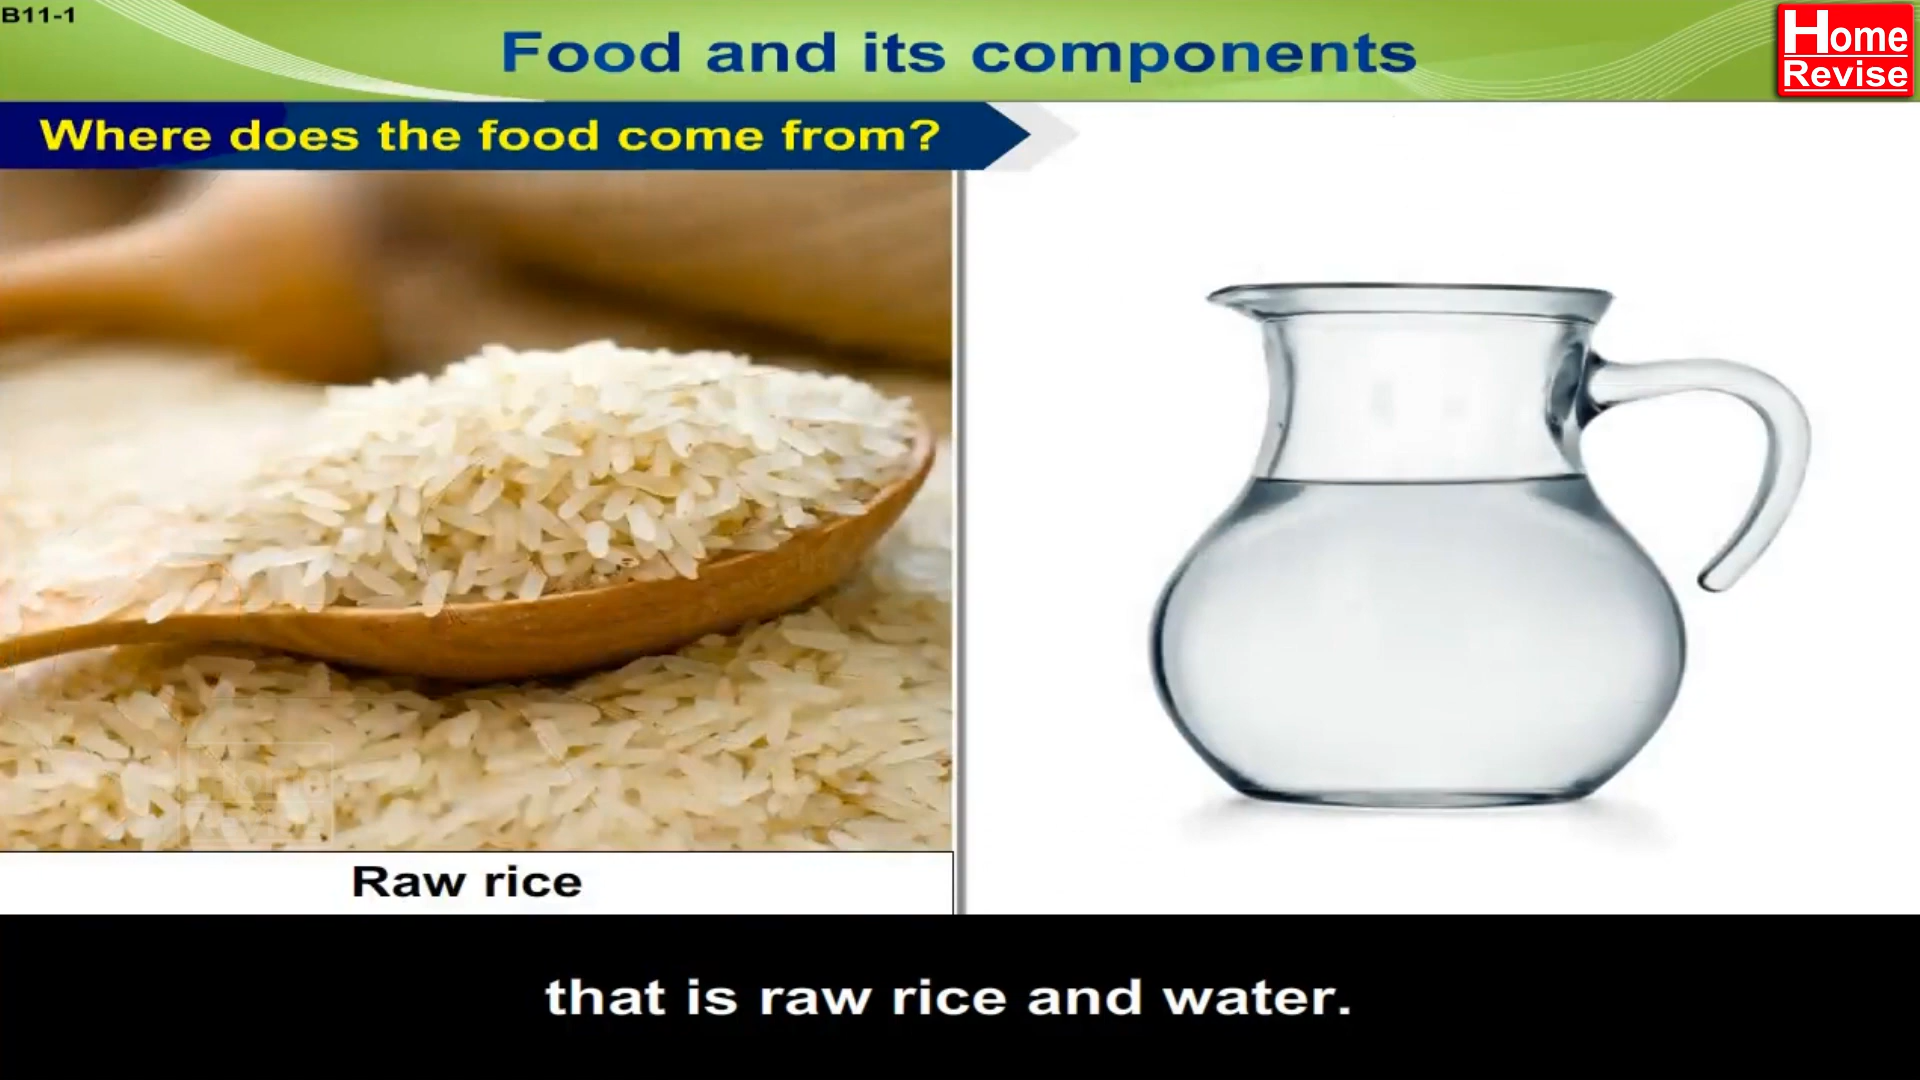 B11-1
Food and its components
Home
Revise
Where does the food come from?
Raw rice
that is raw rice and water.